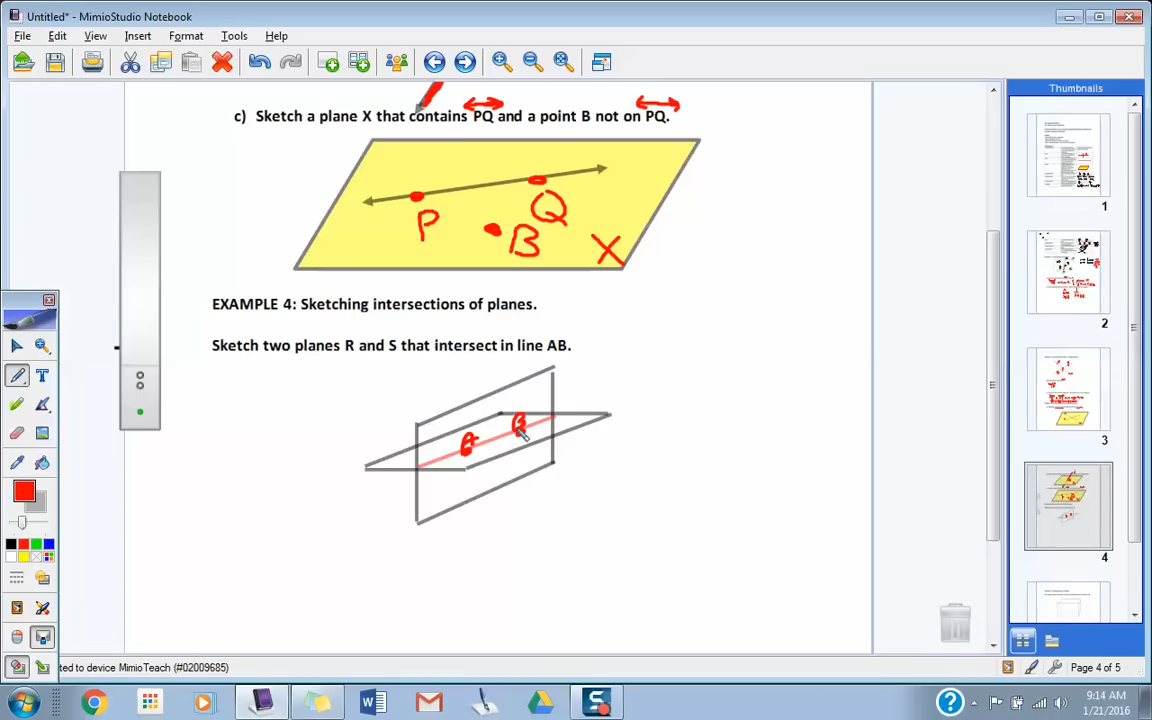 Untitled* - MimioStudio Notebook
File Edit View Insert Format Tools Help
c) Sketch a plane X that contains PQ and a point B not on PQ.
P
Q
B
X
EXAMPLE 4: Sketching intersections of planes.
Sketch two planes R and S that intersect in line AB.
A
B
Thumbnails
1
2
3
4
T
ted to device MimioTeach (#02009685)
Page 4 of 5
9:14 AM
1/21/2016